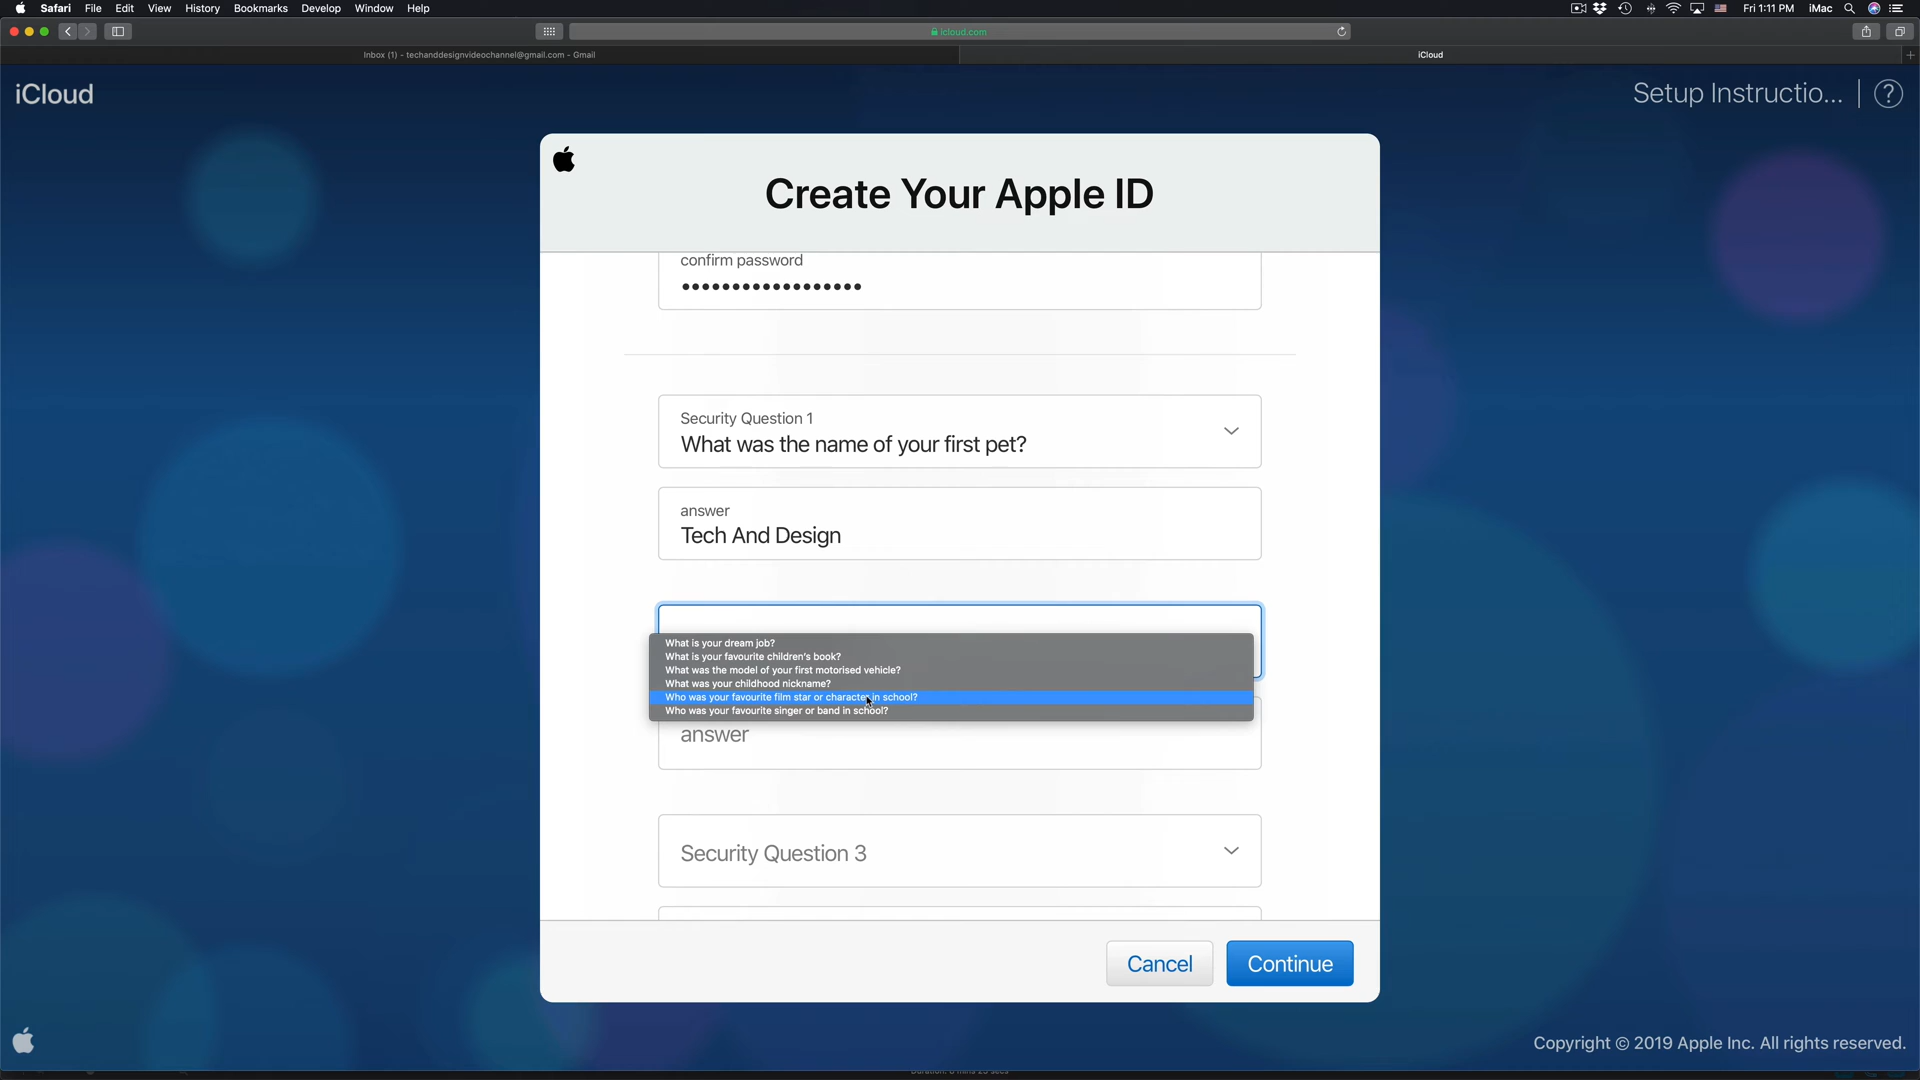 Safari File Edit View History Bookmarks Develop Window Help Fri 1:11 PM iMac
icloud.com
Inbox (1) - techanddesignvideochannel@gmail.com - Gmail
iCloud
iCloud
Setup Instructio... ?
Create Your Apple ID
confirm password
••••••••••••••••••
Security Question 1
What was the name of your first pet?
answer
Tech And Design
What is your dream job?
What is your favourite children's book?
What was the model of your first motorised vehicle?
What was your childhood nickname?
Who was your favourite film star or character in school?
Who was your favourite singer or band in school?
answer
Security Question 3
Cancel Continue
Copyright © 2019 Apple Inc. All rights reserved.